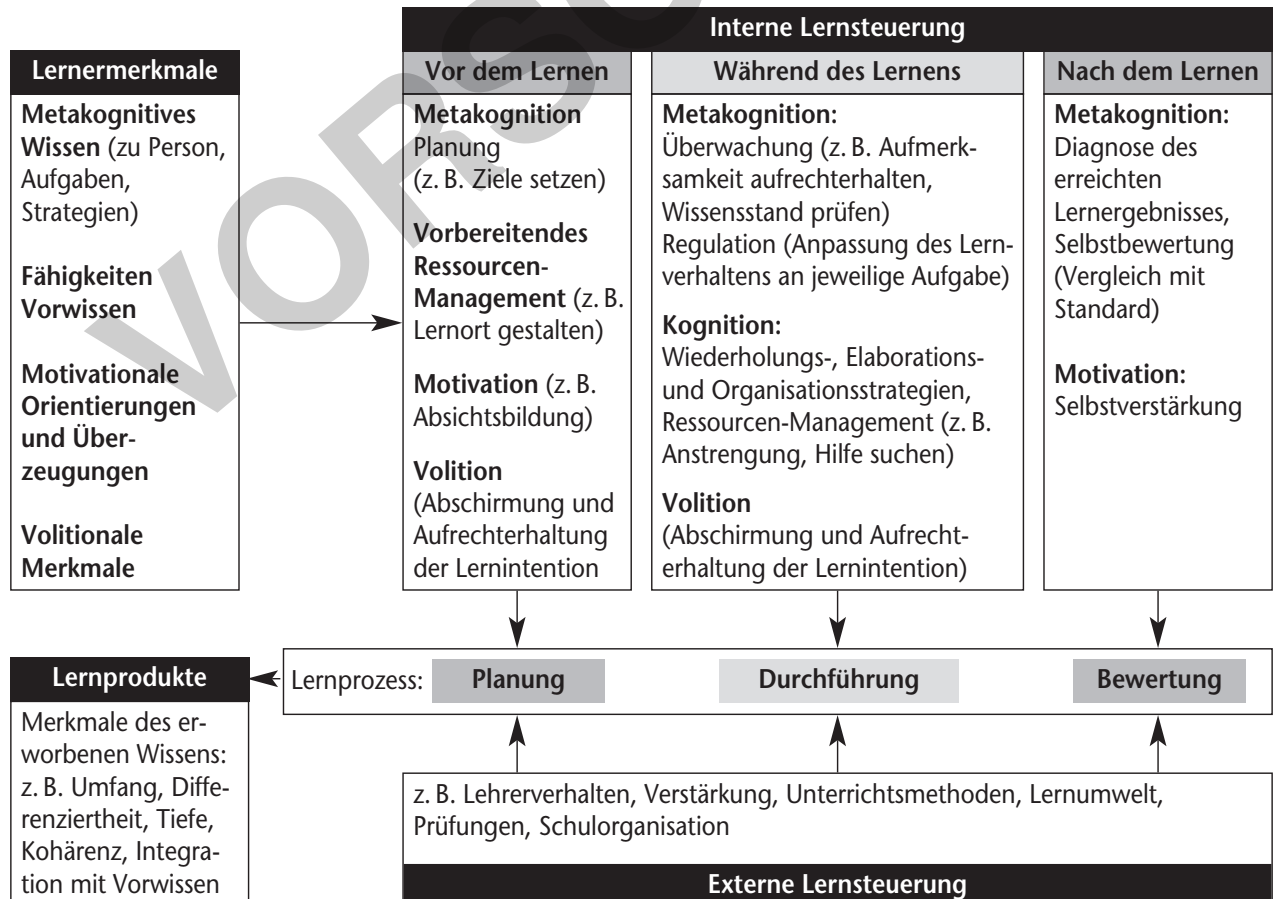 Interne Lernsteuerung
Lernermerkmale
Metakognitives
Wissen (zu Person,
Aufgaben,
Strategien)
Fähigkeiten
Vorwissen
Motivationale
Orientierungen
und Über-
zeugungen
Volitionale
Merkmale
Vor dem Lernen
Metakognition
Planung
(z. B. Ziele setzen)
Vorbereitendes
Ressourcen-
Management (z. B.
Lernort gestalten)
Motivation (z. B.
Absichtsbildung)
Volition
(Abschirmung und
Aufrechterhaltung
der Lernintention
Während des Lernens
Metakognition:
Überwachung (z. B. Aufmerk-
samkeit aufrechterhalten,
Wissensstand prüfen)
Regulation (Anpassung des Lern-
verhaltens an jeweilige Aufgabe)
Kognition:
Wiederholungs-, Elaborations-
und Organisationsstrategien,
Ressourcen-Management (z. B.
Anstrengung, Hilfe suchen)
Volition
(Abschirmung und Aufrecht-
erhaltung der Lernintention)
Nach dem Lernen
Metakognition:
Diagnose des
erreichten
Lernergebnisses,
Selbstbewertung
(Vergleich mit
Standard)
Motivation:
Selbstverstärkung
Lernprozess: Planung Durchführung Bewertung
Lernprodukte
Merkmale des er-
worbenen Wissens:
z. B. Umfang, Diffe-
renziertheit, Tiefe,
Kohärenz, Integra-
tion mit Vorwissen
z. B. Lehrerverhalten, Verstärkung, Unterrichtsmethoden, Lernumwelt,
Prüfungen, Schulorganisation
Externe Lernsteuerung
VORSC